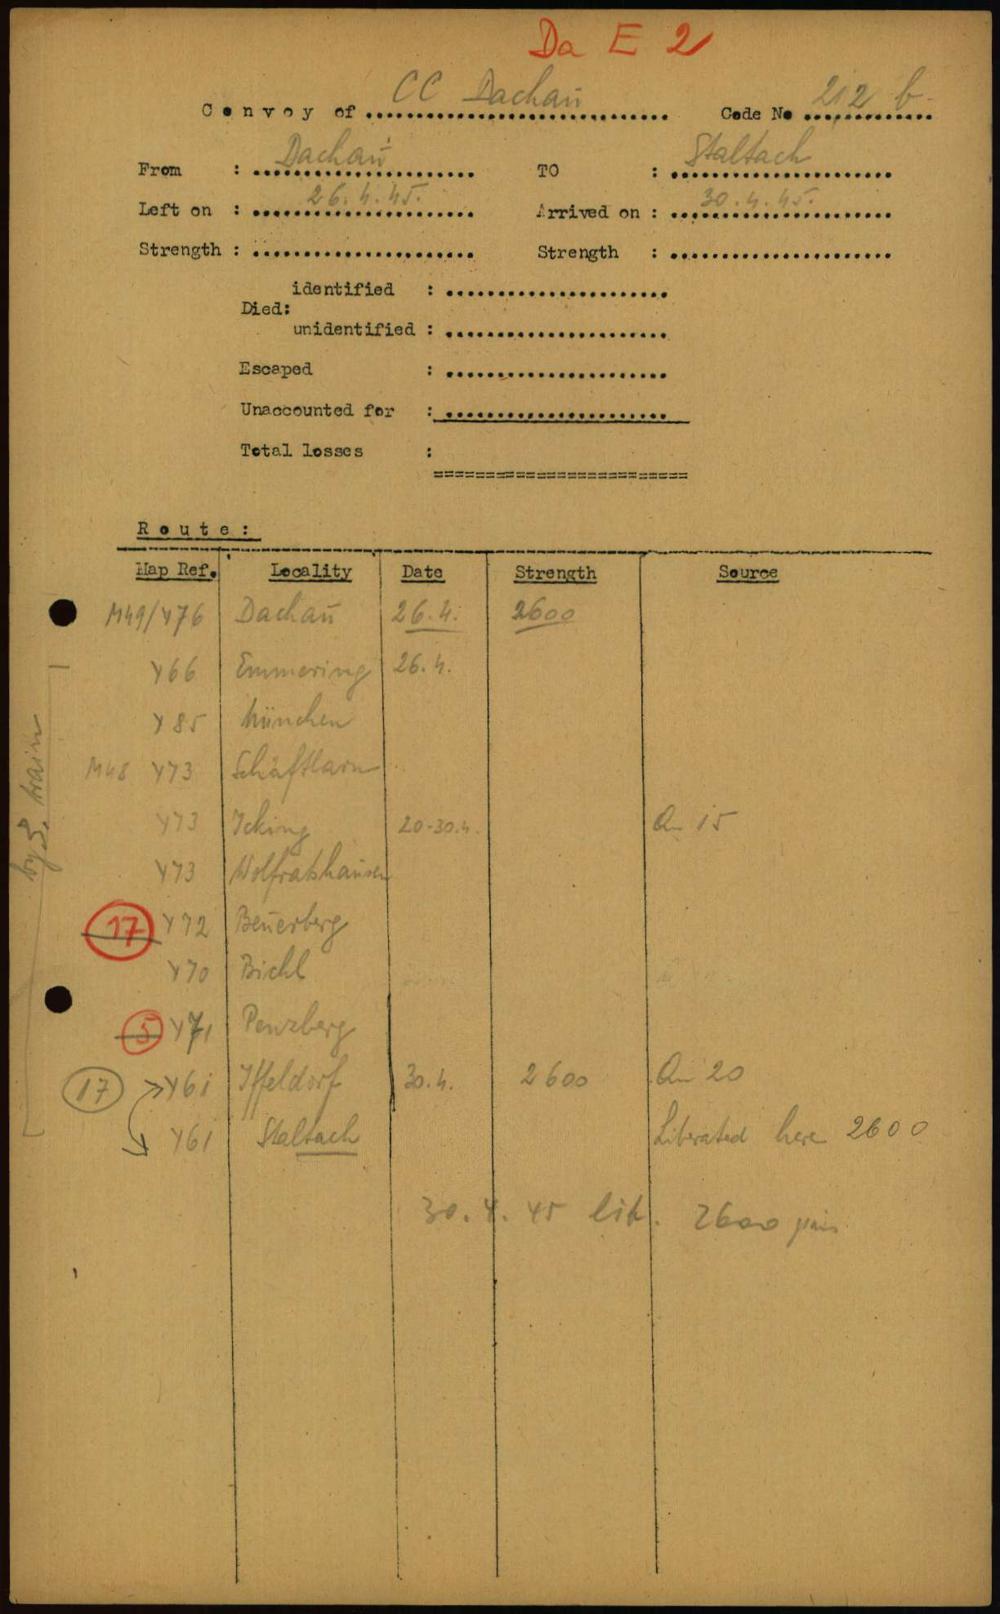 Da E 2
Convoy of CC Dachau Code No 212 b
From : Dachau TO : Staltach
Left on : 26.4.45. Arrived on : 30.4.45.
Strength : Strength :
identified :
Died:
unidentified :
Escaped :
Unaccounted for :
Total losses :
Route:
Map Ref. Locality Date Strength Source
M49/Y76 Dachau 26.4. 2600
Y66 Emmering 26.4.
Y85 München
M48 Y73 Schäftlarn
Y73 Icking 20-30.4. 15
Y73 Wolfratshausen
17 Y72 Beuerberg
Y70 Bichl
5 Y71 Penzberg
17 Y61 Iffeldorf 30.4. 2600 20
Y61 Staltach Liberated here 2600
30.4.45 lib. 2600
by train